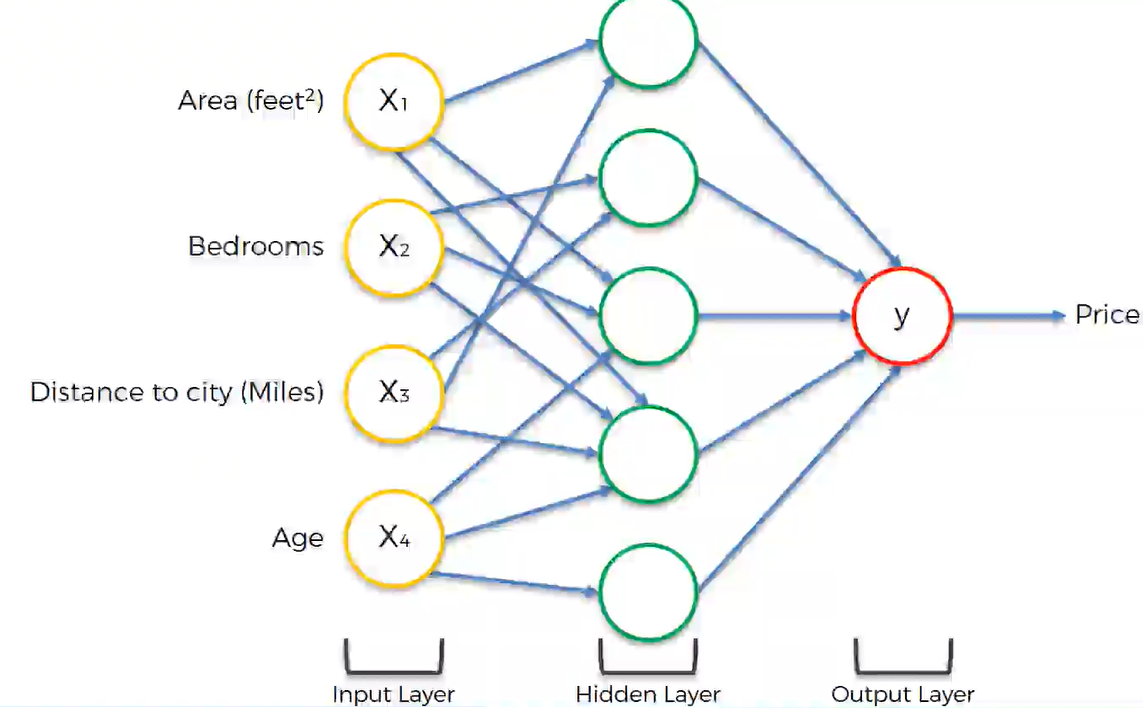 Area (feet²)
X₁
Bedrooms
X₂
Distance to city (Miles)
X₃
Age
X₄
y
Price
Input Layer
Hidden Layer
Output Layer